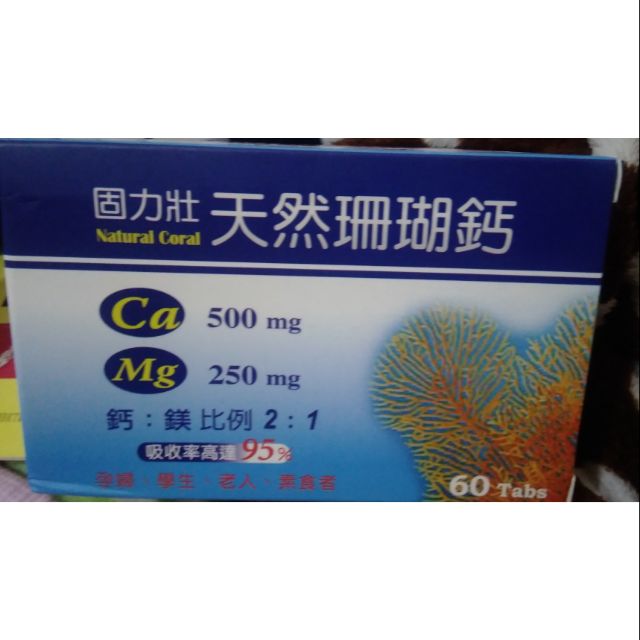 固力壯 天然珊瑚鈣
Natural Coral
Ca 500 mg
Mg 250 mg
鈣：鎂 比例 2：1
吸收率高達95%
孕婦、學生、老人、素食者
60 Tabs